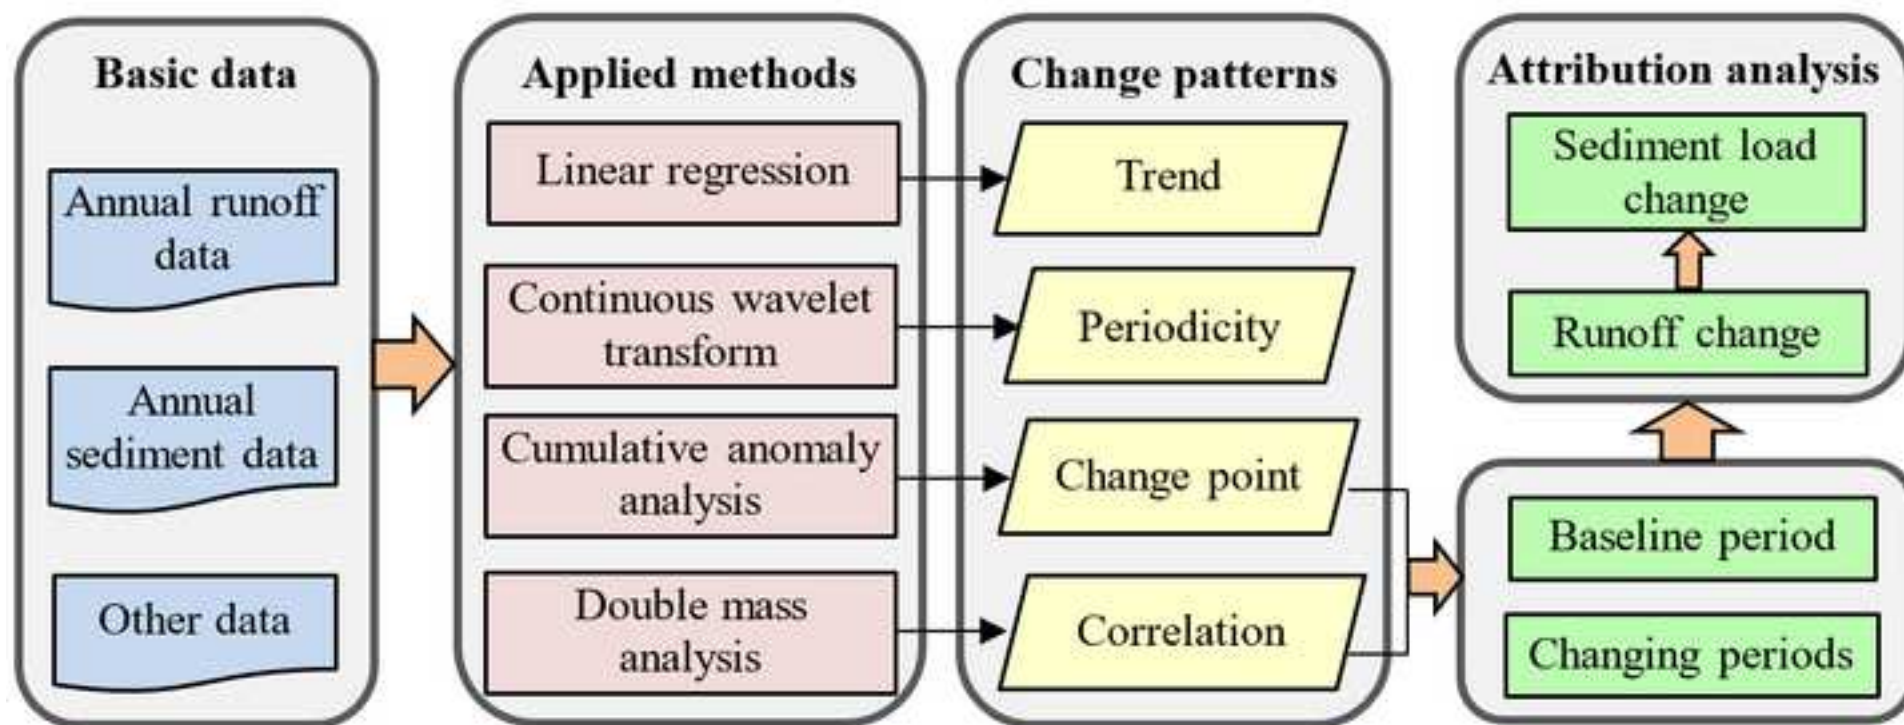 Basic data
Annual runoff
data
Annual
sediment data
Other data
Applied methods
Linear regression
Continuous wavelet
transform
Cumulative anomaly
analysis
Double mass
analysis
Change patterns
Trend
Periodicity
Change point
Correlation
Attribution analysis
Sediment load
change
Runoff change
Baseline period
Changing periods